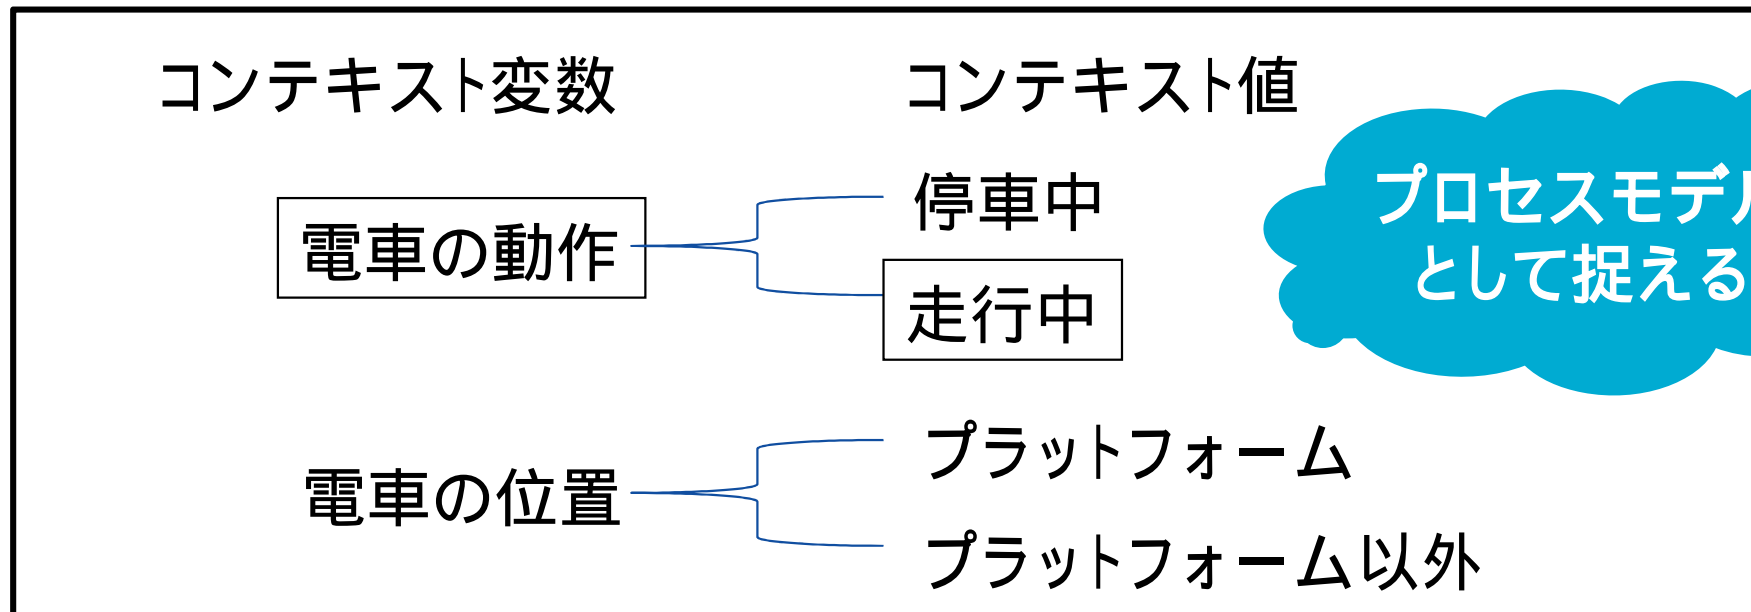 コンテキスト変数
コンテキスト値
電車の動作
停車中
走行中
プロセスモデル
として捉える
電車の位置
プラットフォーム
プラットフォーム以外